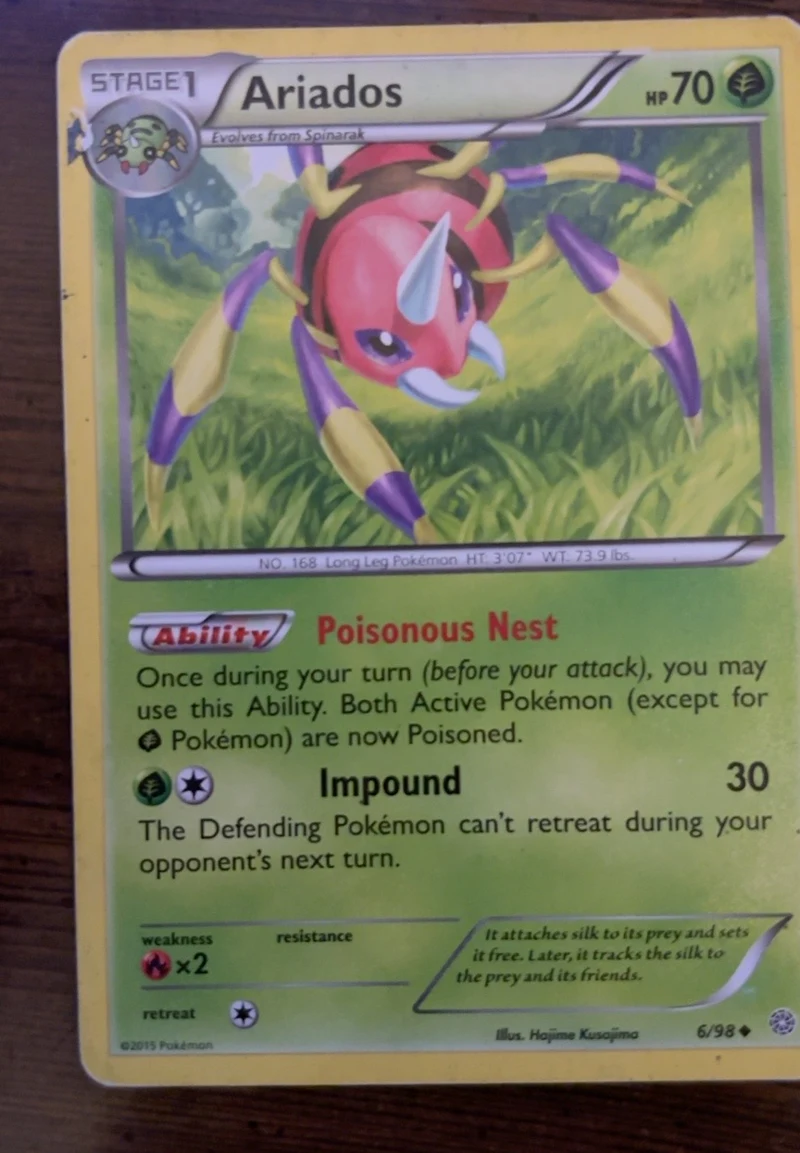 STAGE1 Ariados HP 70
Evolves from Spinarak
NO. 168 Long Leg Pokémon HT: 3'07" WT: 73.9 lbs.
Ability Poisonous Nest
Once during your turn (before your attack), you may
use this Ability. Both Active Pokémon (except for
Pokémon) are now Poisoned.
Impound 30
The Defending Pokémon can't retreat during your
opponent's next turn.
weakness resistance
×2
retreat
It attaches silk to its prey and sets
it free. Later, it tracks the silk to
the prey and its friends.
Illus. Hajime Kusajima 6/98
©2015 Pokémon